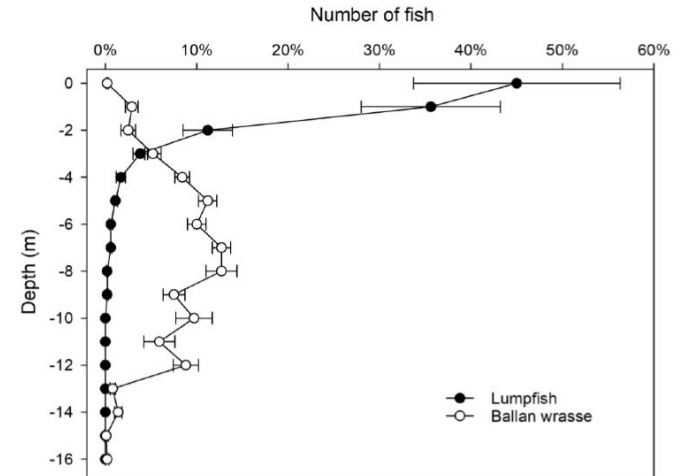 Number of fish
0% 10% 20% 30% 40% 50% 60%
Depth (m)
0
-2
-4
-6
-8
-10
-12
-14
-16
Lumpfish
Ballan wrasse